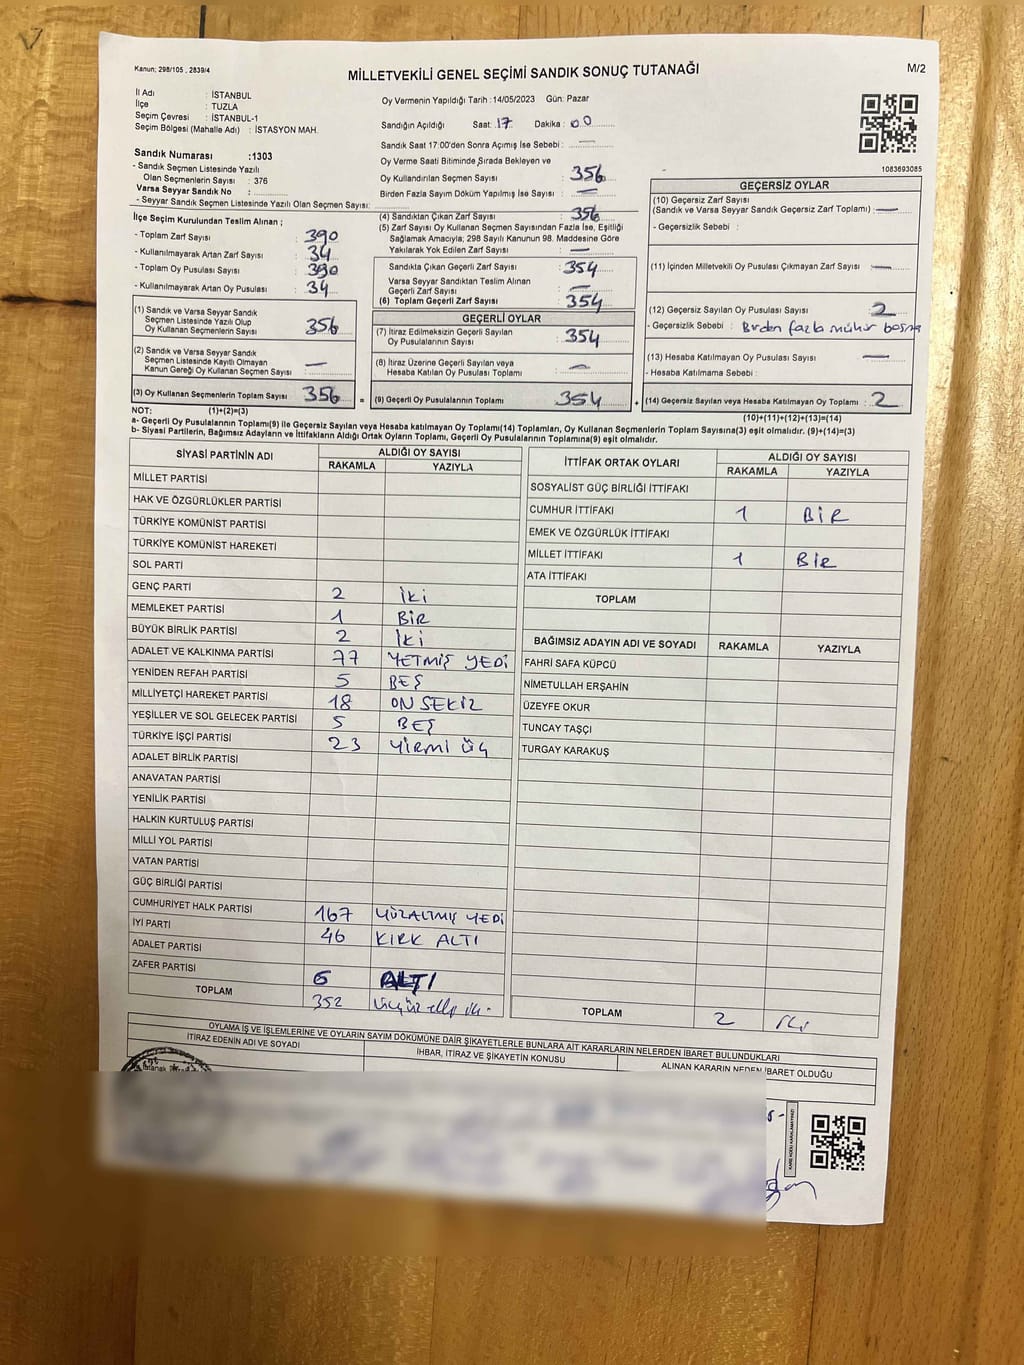 Kanun; 298/105 , 2839/4
MİLLETVEKİLİ GENEL SEÇİMİ SANDIK SONUÇ TUTANAĞI
M/2
İl Adı : İSTANBUL
İlçe : TUZLA
Seçim Çevresi : İSTANBUL-1
Seçim Bölgesi (Mahalle Adı) : İSTASYON MAH.
Oy Vermenin Yapıldığı Tarih : 14/05/2023 Gün: Pazar
Sandığın Açıldığı Saat: 17 Dakika : 00
Sandık Saat 17:00'den Sonra Açımış İse Sebebi : —
Sandık Numarası :1303
- Sandık Seçmen Listesinde Yazılı
Olan Seçmenlerin Sayısı : 376
Varsa Seyyar Sandık No :
- Seyyar Sandık Seçmen Listesinde Yazılı Olan Seçmen Sayısı:
Oy Verme Saati Bitiminde Sırada Bekleyen ve
Oy Kullandırılan Seçmen Sayısı : 356
Birden Fazla Sayım Döküm Yapılmış İse Sayısı : —
1083693085
İlçe Seçim Kurulundan Teslim Alınan ;
- Toplam Zarf Sayısı : 390
- Kullanılmayarak Artan Zarf Sayısı : 34
- Toplam Oy Pusulası Sayısı : 390
- Kullanılmayarak Artan Oy Pusulası : 34
(4) Sandıktan Çıkan Zarf Sayısı : 356
(5) Zarf Sayısı Oy Kullanan Seçmen Sayısından Fazla İse, Eşitliği
Sağlamak Amacıyla; 298 Sayılı Kanunun 98. Maddesine Göre
Yakılarak Yok Edilen Zarf Sayısı : —
Sandıkta Çıkan Geçerli Zarf Sayısı : 354
Varsa Seyyar Sandıktan Teslim Alınan
Geçerli Zarf Sayısı : —
(6) Toplam Geçerli Zarf Sayısı : 354
GEÇERSİZ OYLAR
(10) Geçersiz Zarf Sayısı
(Sandık ve Varsa Seyyar Sandık Geçersiz Zarf Toplamı) : —
- Geçersizlik Sebebi :
(11) İçinden Milletvekili Oy Pusulası Çıkmayan Zarf Sayısı : —
(12) Geçersiz Sayılan Oy Pusulası Sayısı : 2
- Geçersizlik Sebebi : Birden fazla mühür basma
(13) Hesaba Katılmayan Oy Pusulası Sayısı : —
- Hesaba Katılmama Sebebi :
(1) Sandık ve Varsa Seyyar Sandık
Seçmen Listesinde Yazılı Olup
Oy Kullanan Seçmenlerin Sayısı : 356
(2) Sandık ve Varsa Seyyar Sandık
Seçmen Listesinde Kayıtlı Olmayan
Kanun Gereği Oy Kullanan Seçmen Sayısı : —
GEÇERLİ OYLAR
(7) İtiraz Edilmeksizin Geçerli Sayılan
Oy Pusulalarının Sayısı : 354
(8) İtiraz Üzerine Geçerli Sayılan veya
Hesaba Katılan Oy Pusulası Toplamı : —
(3) Oy Kullanan Seçmenlerin Toplam Sayısı : 356 = (9) Geçerli Oy Pusulalarının Toplamı : 354 + (14) Geçersiz Sayılan veya Hesaba Katılmayan Oy Toplamı : 2
NOT: (1)+(2)=(3) (10)+(11)+(12)+(13)=(14)
a- Geçerli Oy Pusulalarının Toplamı(9) ile Geçersiz Sayılan veya Hesaba Katılmayan Oy Toplamı(14) Toplamları, Oy Kullanan Seçmenlerin Toplam Sayısına(3) eşit olmalıdır. (9)+(14)=(3)
b- Siyasi Partilerin, Bağımsız Adayların ve İttifakların Aldığı Ortak Oyların Toplamı, Geçerli Oy Pusulalarının Toplamına(9) eşit olmalıdır.
SİYASİ PARTİNİN ADI ALDIĞI OY SAYISI
RAKAMLA YAZIYLA
MİLLET PARTİSİ
HAK VE ÖZGÜRLÜKLER PARTİSİ
TÜRKİYE KOMÜNİST PARTİSİ
TÜRKİYE KOMÜNİST HAREKETİ
SOL PARTİ
GENÇ PARTİ 2 İKİ
MEMLEKET PARTİSİ 1 BİR
BÜYÜK BİRLİK PARTİSİ 2 İKİ
ADALET VE KALKINMA PARTİSİ 77 YETMİŞ YEDİ
YENİDEN REFAH PARTİSİ 5 BEŞ
MİLLİYETÇİ HAREKET PARTİSİ 18 ON SEKİZ
YEŞİLLER VE SOL GELECEK PARTİSİ 5 BEŞ
TÜRKİYE İŞÇİ PARTİSİ 23 YİRMİ ÜÇ
ADALET BİRLİK PARTİSİ
ANAVATAN PARTİSİ
YENİLİK PARTİSİ
HALKIN KURTULUŞ PARTİSİ
MİLLİ YOL PARTİSİ
VATAN PARTİSİ
GÜÇ BİRLİĞİ PARTİSİ
CUMHURİYET HALK PARTİSİ 167 YÜZALTMIŞ YEDİ
İYİ PARTİ 46 KIRK ALTI
ADALET PARTİSİ
ZAFER PARTİSİ 6 ALTI
TOPLAM 352 üçyüz elli iki
İTTİFAK ORTAK OYLARI ALDIĞI OY SAYISI
RAKAMLA YAZIYLA
SOSYALİST GÜÇ BİRLİĞİ İTTİFAKI
CUMHUR İTTİFAKI 1 BİR
EMEK VE ÖZGÜRLÜK İTTİFAKI
MİLLET İTTİFAKI 1 BİR
ATA İTTİFAKI
TOPLAM
BAĞIMSIZ ADAYIN ADI VE SOYADI RAKAMLA YAZIYLA
FAHRİ SAFA KÜPCÜ
NİMETULLAH ERŞAHİN
ÜZEYFE OKUR
TUNCAY TAŞÇI
TURGAY KARAKUŞ
TOPLAM 2 iki
OYLAMA İŞ VE İŞLEMLERİNE VE OYLARIN SAYIM DÖKÜMÜNE DAİR ŞİKAYETLERLE BUNLARA AİT KARARLARIN NELERDEN İBARET BULUNDUKLARI
İTİRAZ EDENİN ADI VE SOYADI İHBAR, İTİRAZ VE ŞİKAYETİN KONUSU ALINAN KARARIN NEDEN İBARET OLDUĞU
KARE KODU KARALAMAYINIZ!